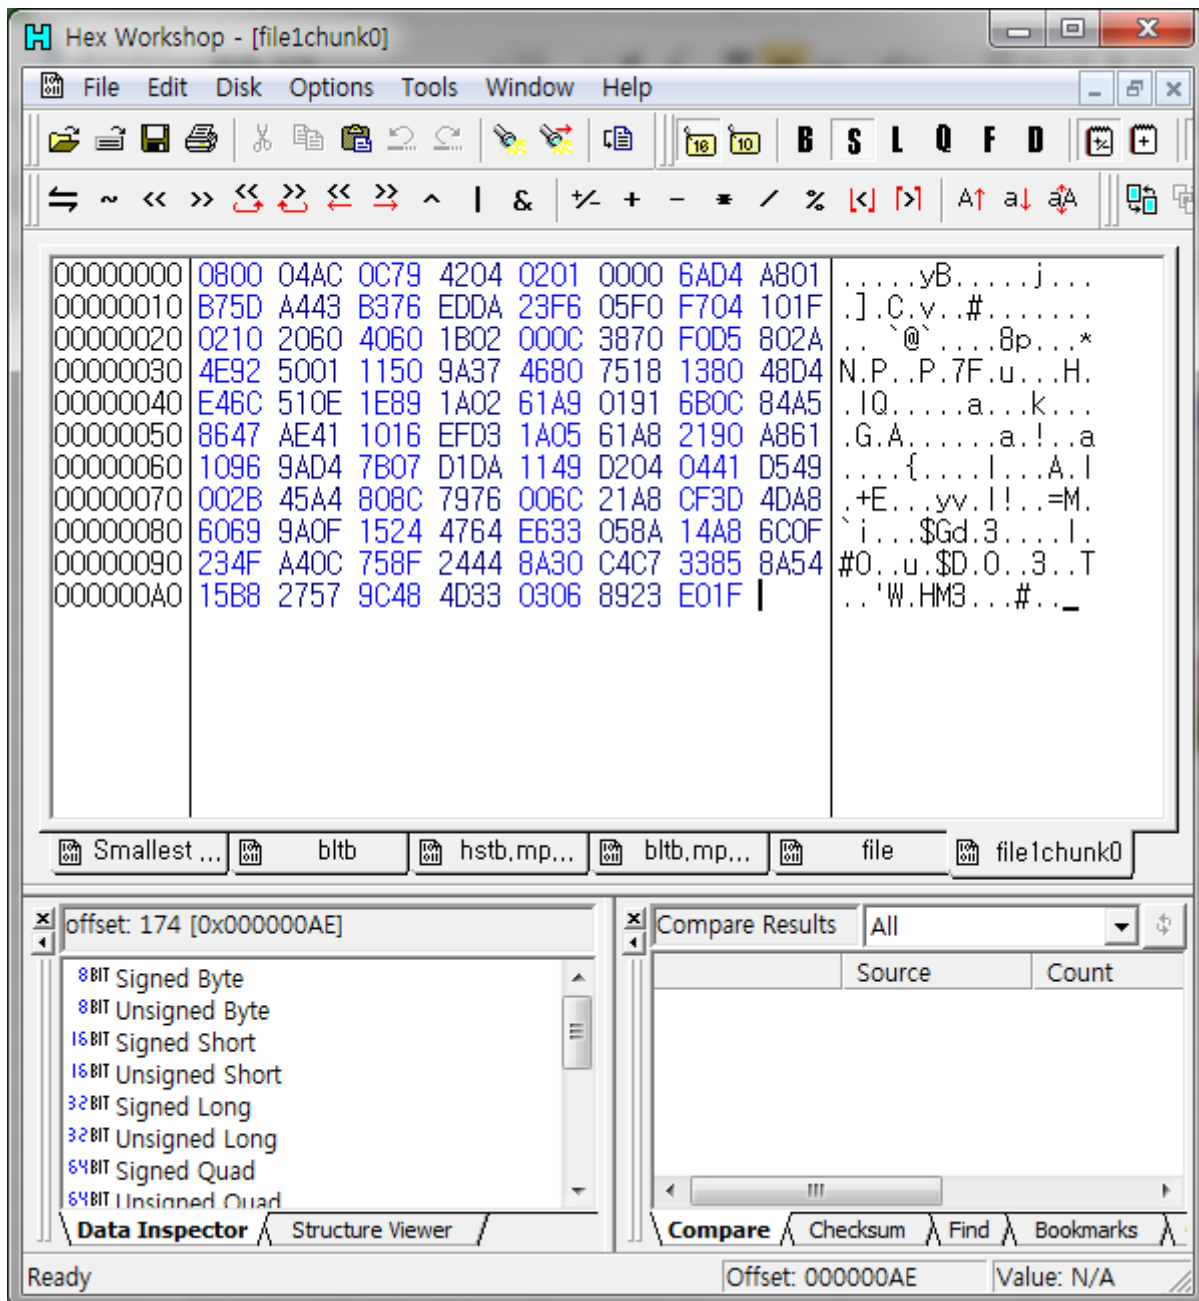 Hex Workshop - [file1chunk0]
File Edit Disk Options Tools Window Help
16 10 B S L Q F D
<< >> << >> << >> ^ | & +/- + - * / % A↑ a↓ aA
00000000 0800 04AC 0C79 4204 0201 0000 6AD4 A801 .....yB.....j...
00000010 B75D A443 B376 EDDA 23F6 05F0 F704 101F .].C.v..#.......
00000020 0210 2060 4060 1B02 000C 3870 F0D5 802A .. `@`....8p...*
00000030 4E92 5001 1150 9A37 4680 7518 1380 48D4 N.P..P.7F.u...H.
00000040 E46C 510E 1E89 1A02 61A9 0191 6B0C 84A5 .lQ.....a...k...
00000050 8647 AE41 1016 EFD3 1A05 61A8 2190 A861 .G.A......a.!..a
00000060 1096 9AD4 7B07 D1DA 1149 D204 0441 D549 ....{....I...A.I
00000070 002B 45A4 808C 7976 006C 21A8 CF3D 4DA8 .+E...yv.l!..=M.
00000080 6069 9A0F 1524 4764 E633 058A 14A8 6C0F `i...$Gd.3....l.
00000090 234F A40C 758F 2444 8A30 C4C7 3385 8A54 #O..u.$D.0..3..T
000000A0 15B8 2757 9C48 4D33 0306 8923 E01F ..'W.HM3...#..
Smallest ... bltb hstb,mp... bltb,mp... file file1chunk0
offset: 174 [0x000000AE]
8BIT Signed Byte
8BIT Unsigned Byte
16BIT Signed Short
16BIT Unsigned Short
32BIT Signed Long
32BIT Unsigned Long
64BIT Signed Quad
64BIT Unsigned Quad
Data Inspector Structure Viewer
Compare Results All
Source Count
Compare Checksum Find Bookmarks
Ready Offset: 000000AE Value: N/A